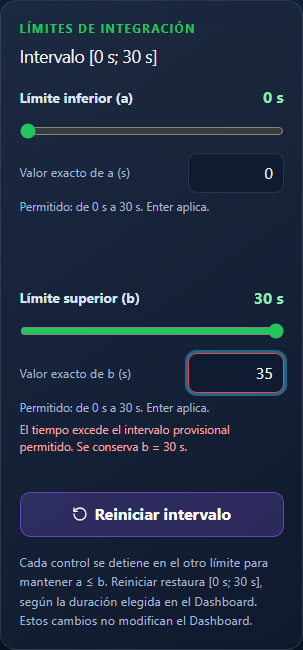 LÍMITES DE INTEGRACIÓN
Intervalo [0 s; 30 s]
Límite inferior (a) 0 s
Valor exacto de a (s) 0
Permitido: de 0 s a 30 s. Enter aplica.
Límite superior (b) 30 s
Valor exacto de b (s) 35
Permitido: de 0 s a 30 s. Enter aplica.
El tiempo excede el intervalo provisional
permitido. Se conserva b = 30 s.
Reiniciar intervalo
Cada control se detiene en el otro límite para
mantener a ≤ b. Reiniciar restaura [0 s; 30 s],
según la duración elegida en el Dashboard.
Estos cambios no modifican el Dashboard.